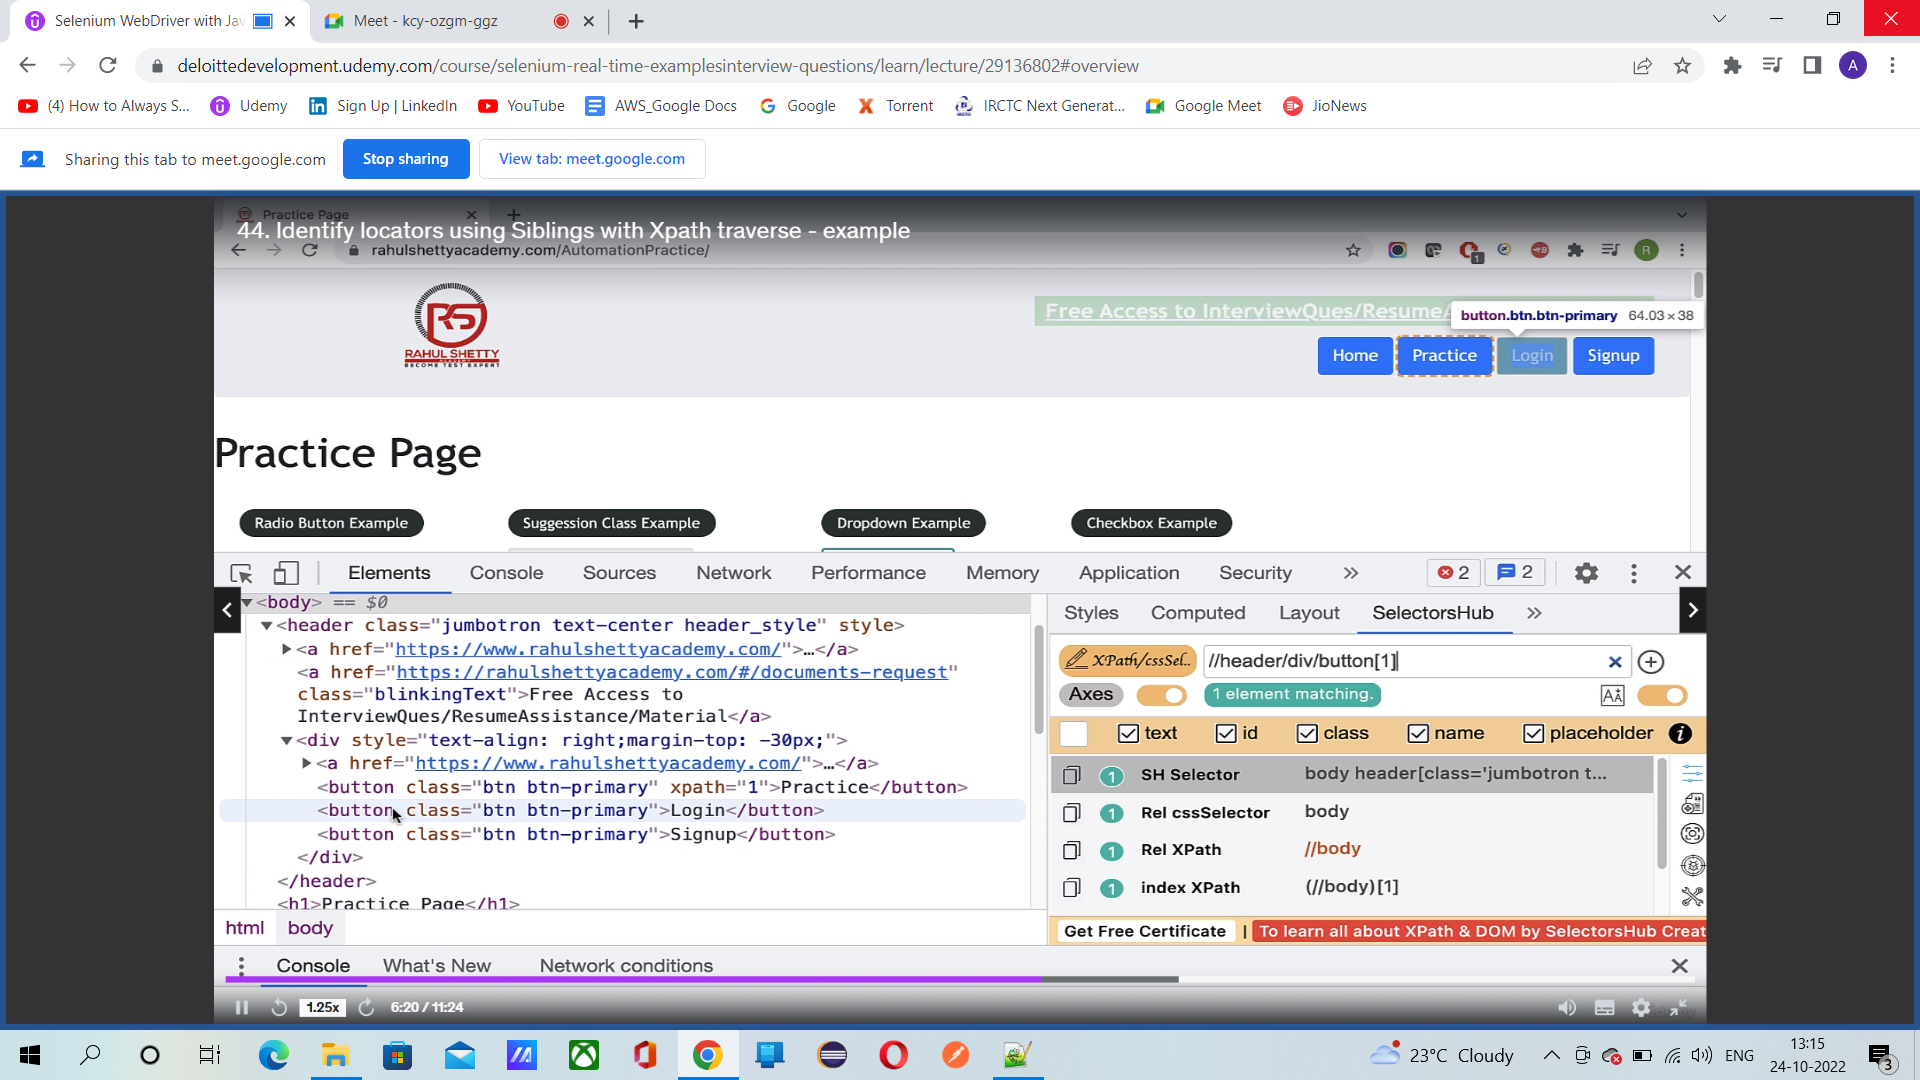 Selenium WebDriver with Jav
Meet - kcy-ozgm-ggz
deloittedevelopment.udemy.com/course/selenium-real-time-examplesinterview-questions/learn/lecture/29136802#overview
A
(4) How to Always S...
Udemy
Sign Up | LinkedIn
YouTube
AWS_Google Docs
Google
Torrent
IRCTC Next Generat...
Google Meet
JioNews
Sharing this tab to meet.google.com
Stop sharing
View tab: meet.google.com
Practice Page
44. Identify locators using Siblings with Xpath traverse - example
rahulshettyacademy.com/AutomationPractice/
1
R
RS
RAHUL SHETTY
BECOME TEST EXPERT
Free Access to InterviewQues/Resume/
button.btn.btn-primary 64.03 × 38
Home
Practice
Login
Signup
Practice Page
Radio Button Example
Suggession Class Example
Dropdown Example
Checkbox Example
Elements
Console
Sources
Network
Performance
Memory
Application
Security
»
2
2
<body> == $0
<header class="jumbotron text-center header_style" style>
<a href="https://www.rahulshettyacademy.com/">…</a>
<a href="https://rahulshettyacademy.com/#/documents-request"
class="blinkingText">Free Access to
InterviewQues/ResumeAssistance/Material</a>
<div style="text-align: right;margin-top: -30px;">
<a href="https://www.rahulshettyacademy.com/">…</a>
<button class="btn btn-primary" xpath="1">Practice</button>
<button class="btn btn-primary">Login</button>
<button class="btn btn-primary">Signup</button>
</div>
</header>
<h1>Practice Page</h1>
html
body
Styles
Computed
Layout
SelectorsHub
»
XPath/cssSel..
//header/div/button[1]
Axes
1 element matching.
text
id
class
name
placeholder
1 SH Selector body header[class='jumbotron t...
1 Rel cssSelector body
1 Rel XPath //body
1 index XPath (//body)[1]
Get Free Certificate | To learn all about XPath & DOM by SelectorsHub Creat
Console
What's New
Network conditions
1.25x
6:20 / 11:24
23°C Cloudy
ENG
13:15
24-10-2022
3